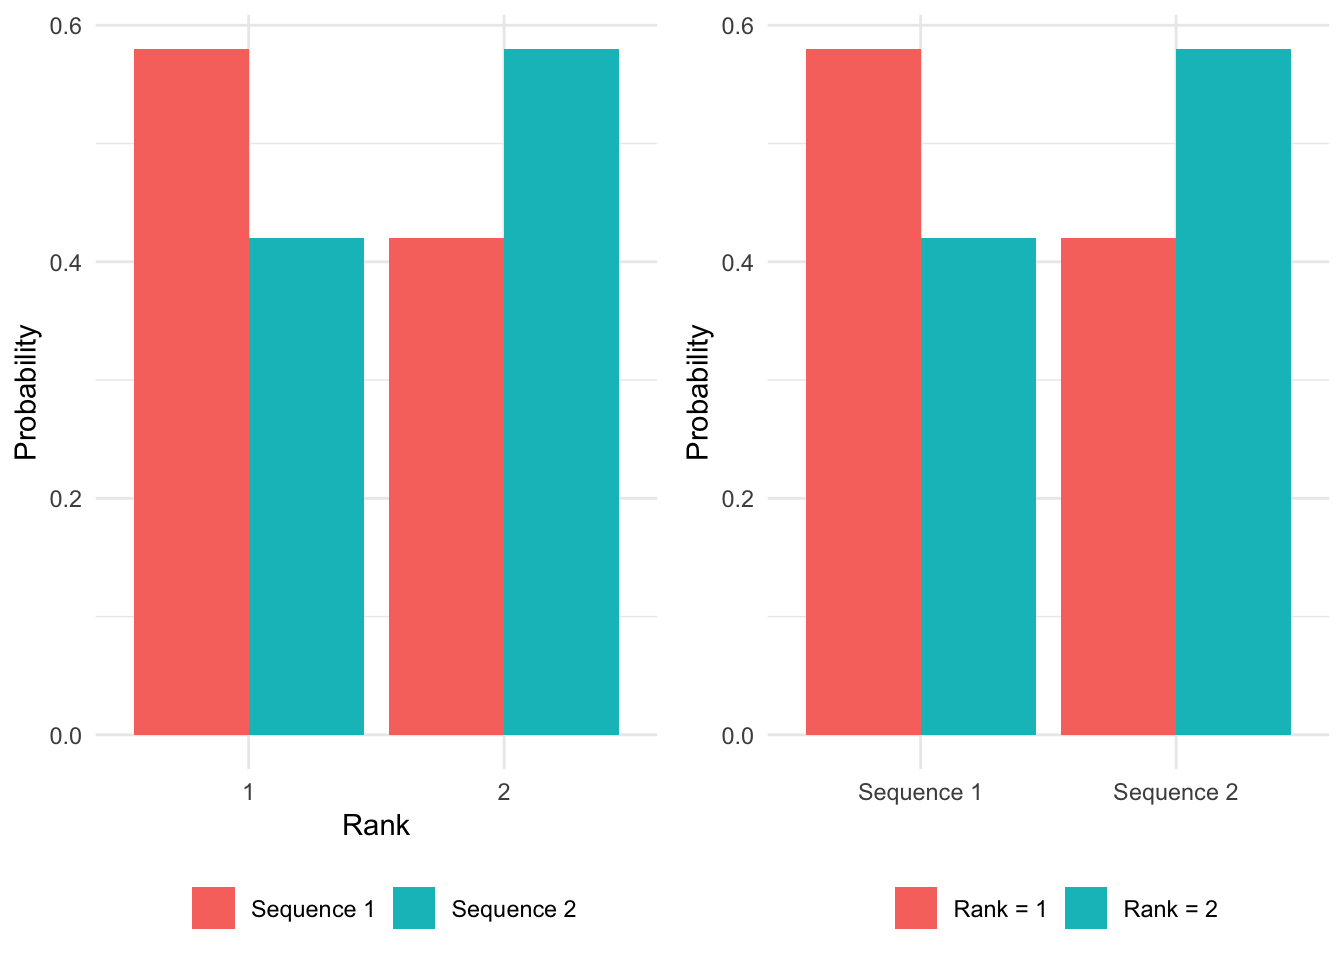 0.6
0.4
0.2
0.0
Probability
1
2
Rank
Sequence 1
Sequence 2
0.6
0.4
0.2
0.0
Probability
Sequence 1
Sequence 2
Rank = 1
Rank = 2